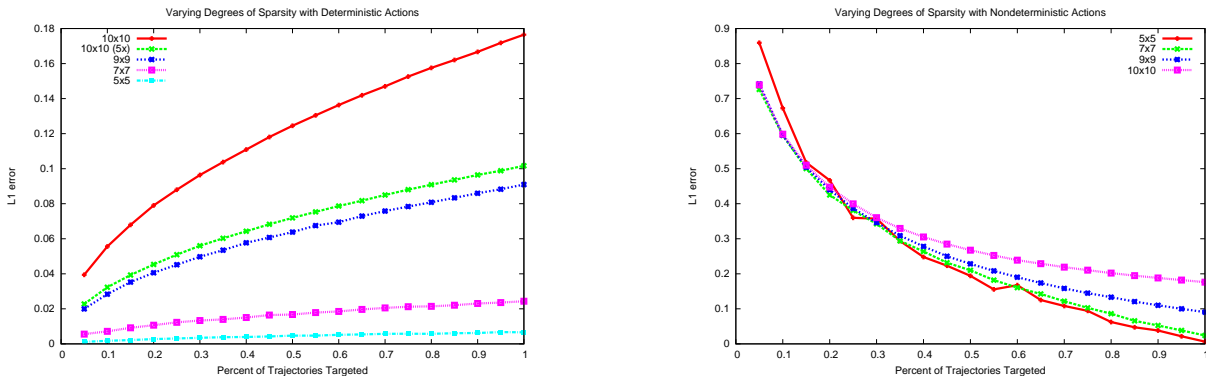 Varying Degrees of Sparsity with Deterministic Actions
0.18
0.16
0.14
0.12
0.1
0.08
0.06
0.04
0.02
0
L1 error
10x10
10x10 (5x)
9x9
7x7
5x5
0 0.1 0.2 0.3 0.4 0.5 0.6 0.7 0.8 0.9 1
Percent of Trajectories Targeted
Varying Degrees of Sparsity with Nondeterministic Actions
0.9
0.8
0.7
0.6
0.5
0.4
0.3
0.2
0.1
0
L1 error
5x5
7x7
9x9
10x10
0 0.1 0.2 0.3 0.4 0.5 0.6 0.7 0.8 0.9 1
Percent of Trajectories Targeted